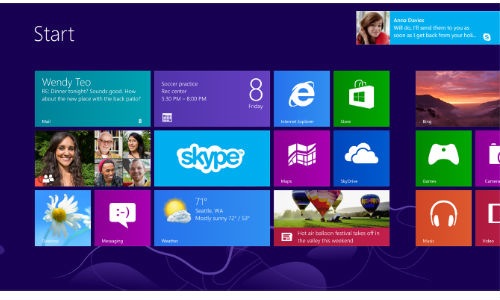 Start
Anna Davies
Will do, I'll send them to you as
soon as I get back from your holi...
Wendy Teo
RE: Dinner tonight? Sounds good. How
about the new place with the back patio?
Mail
8
Soccer practice
Rec center
5:30 PM – 8:00 PM
8
Friday
Internet Explorer
Store
Bing
skype
Maps
SkyDrive
Games
Camera
Desktop
Messaging
71°
Seattle, WA
Mostly sunny 72° / 53°
Weather
Hot air balloon festival takes off in
the valley this weekend
Music
Video